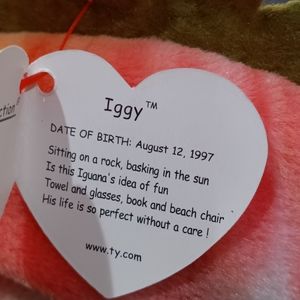 ction ®
Iggy™
DATE OF BIRTH: August 12, 1997
Sitting on a rock, basking in the sun
Is this Iguana's idea of fun
Towel and glasses, book and beach chair
His life is so perfect without a care !
www.ty.com